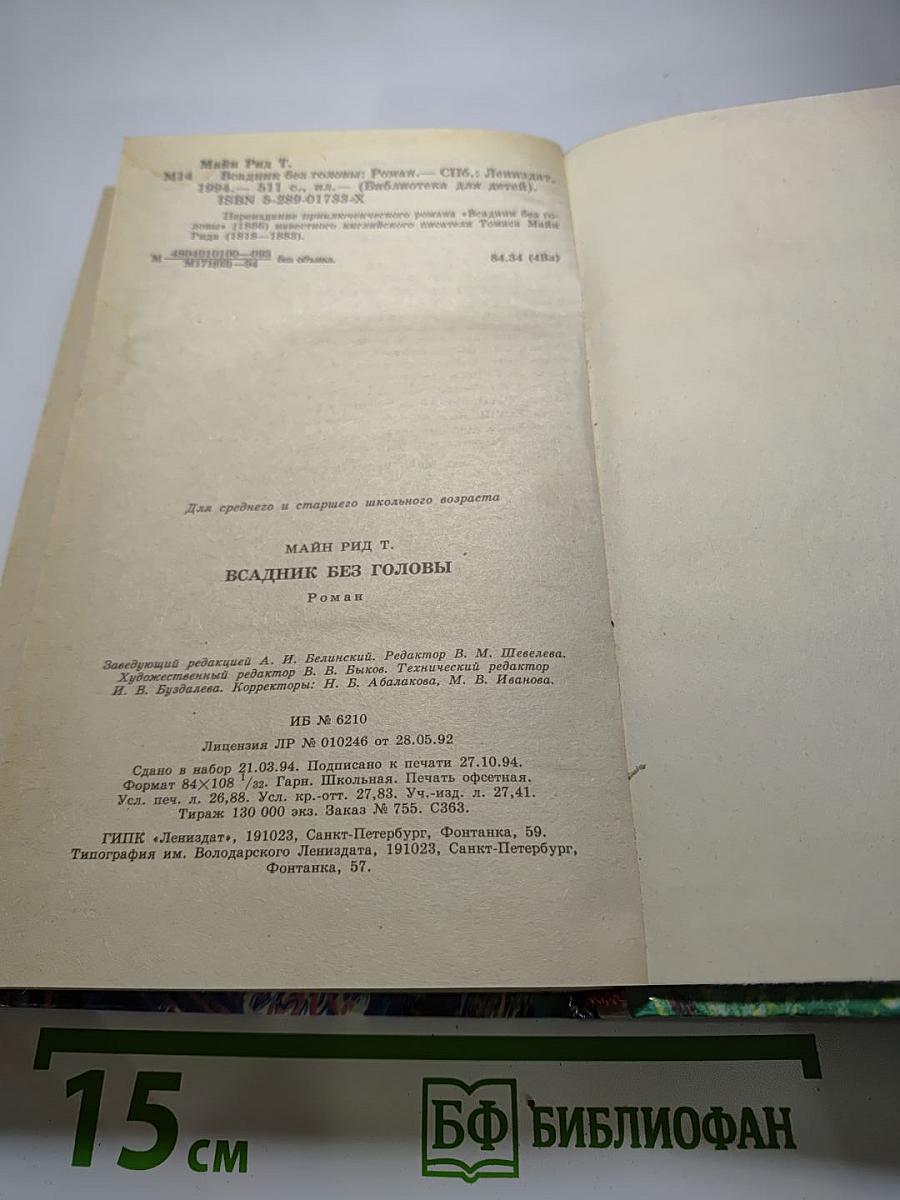 Майн Рид Т.
М14 Всадник без головы: Роман.— СПб.: Лениздат,
1994.— 511 с., ил.— (Библиотека для детей).
ISBN 5-289-01733-X
Переиздание приключенческого романа «Всадник без го-
ловы» (1866) известного английского писателя Томаса Майн
Рида (1818—1883).
М 4804010100—093 без объявл. 84.34 (4Вл)
М171(03)—94
Для среднего и старшего школьного возраста
МАЙН РИД Т.
ВСАДНИК БЕЗ ГОЛОВЫ
Роман
Заведующий редакцией А. И. Белинский. Редактор В. М. Шевелева.
Художественный редактор В. В. Быков. Технический редактор
И. В. Буздалева. Корректоры: Н. Б. Абалакова, М. В. Иванова.
ИБ № 6210
Лицензия ЛР № 010246 от 28.05.92
Сдано в набор 21.03.94. Подписано к печати 27.10.94.
Формат 84×108 1/32. Гарн. Школьная. Печать офсетная.
Усл. печ. л. 26,88. Усл. кр.-отт. 27,83. Уч.-изд. л. 27,41.
Тираж 130 000 экз. Заказ № 755. С363.
ГИПК «Лениздат», 191023, Санкт-Петербург, Фонтанка, 59.
Типография им. Володарского Лениздата, 191023, Санкт-Петербург,
Фонтанка, 57.
15 см БФ БИБЛИОФАН